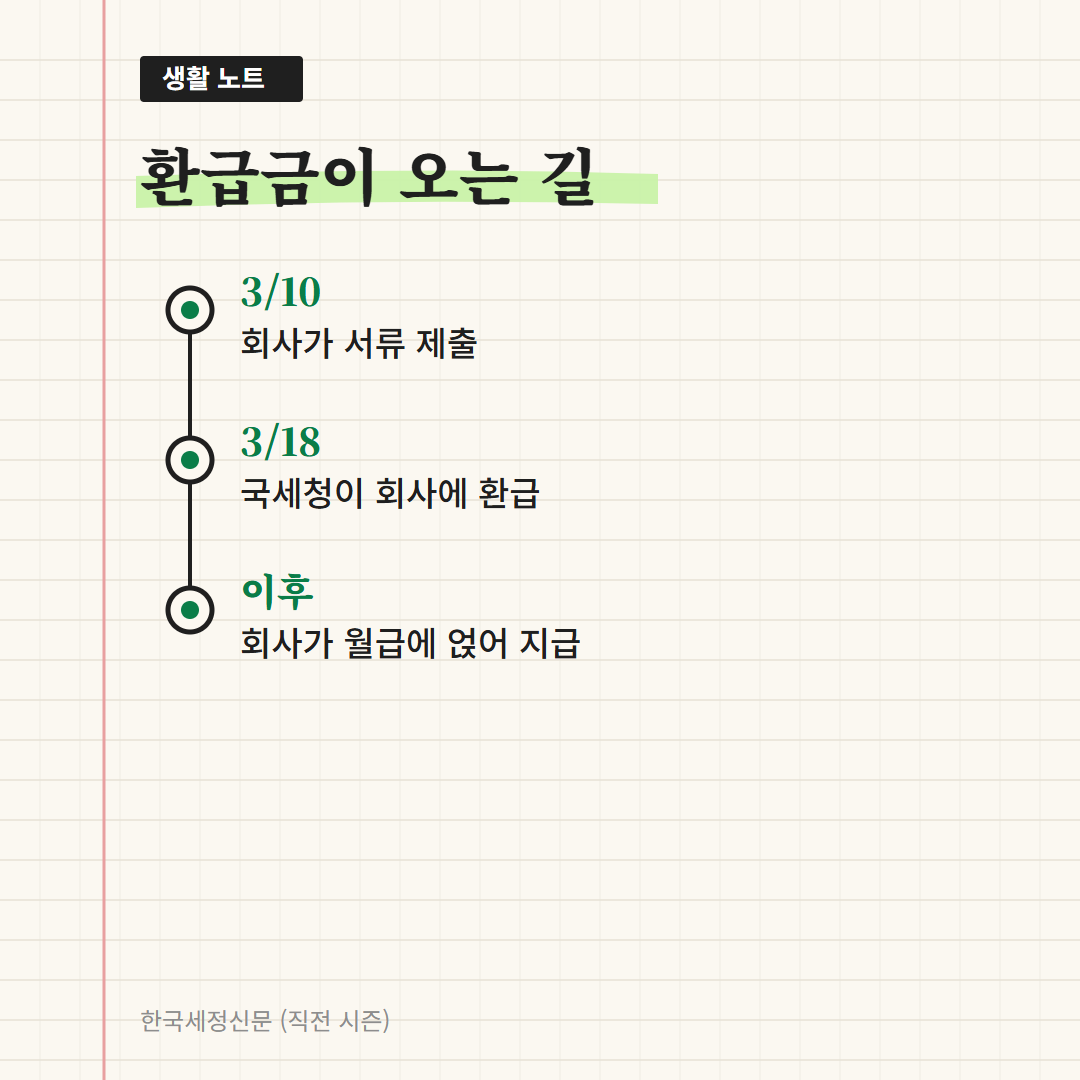 생활 노트
환급금이 오는 길
3/10
회사가 서류 제출
3/18
국세청이 회사에 환급
이후
회사가 월급에 얹어 지급
한국세정신문 (직전 시즌)